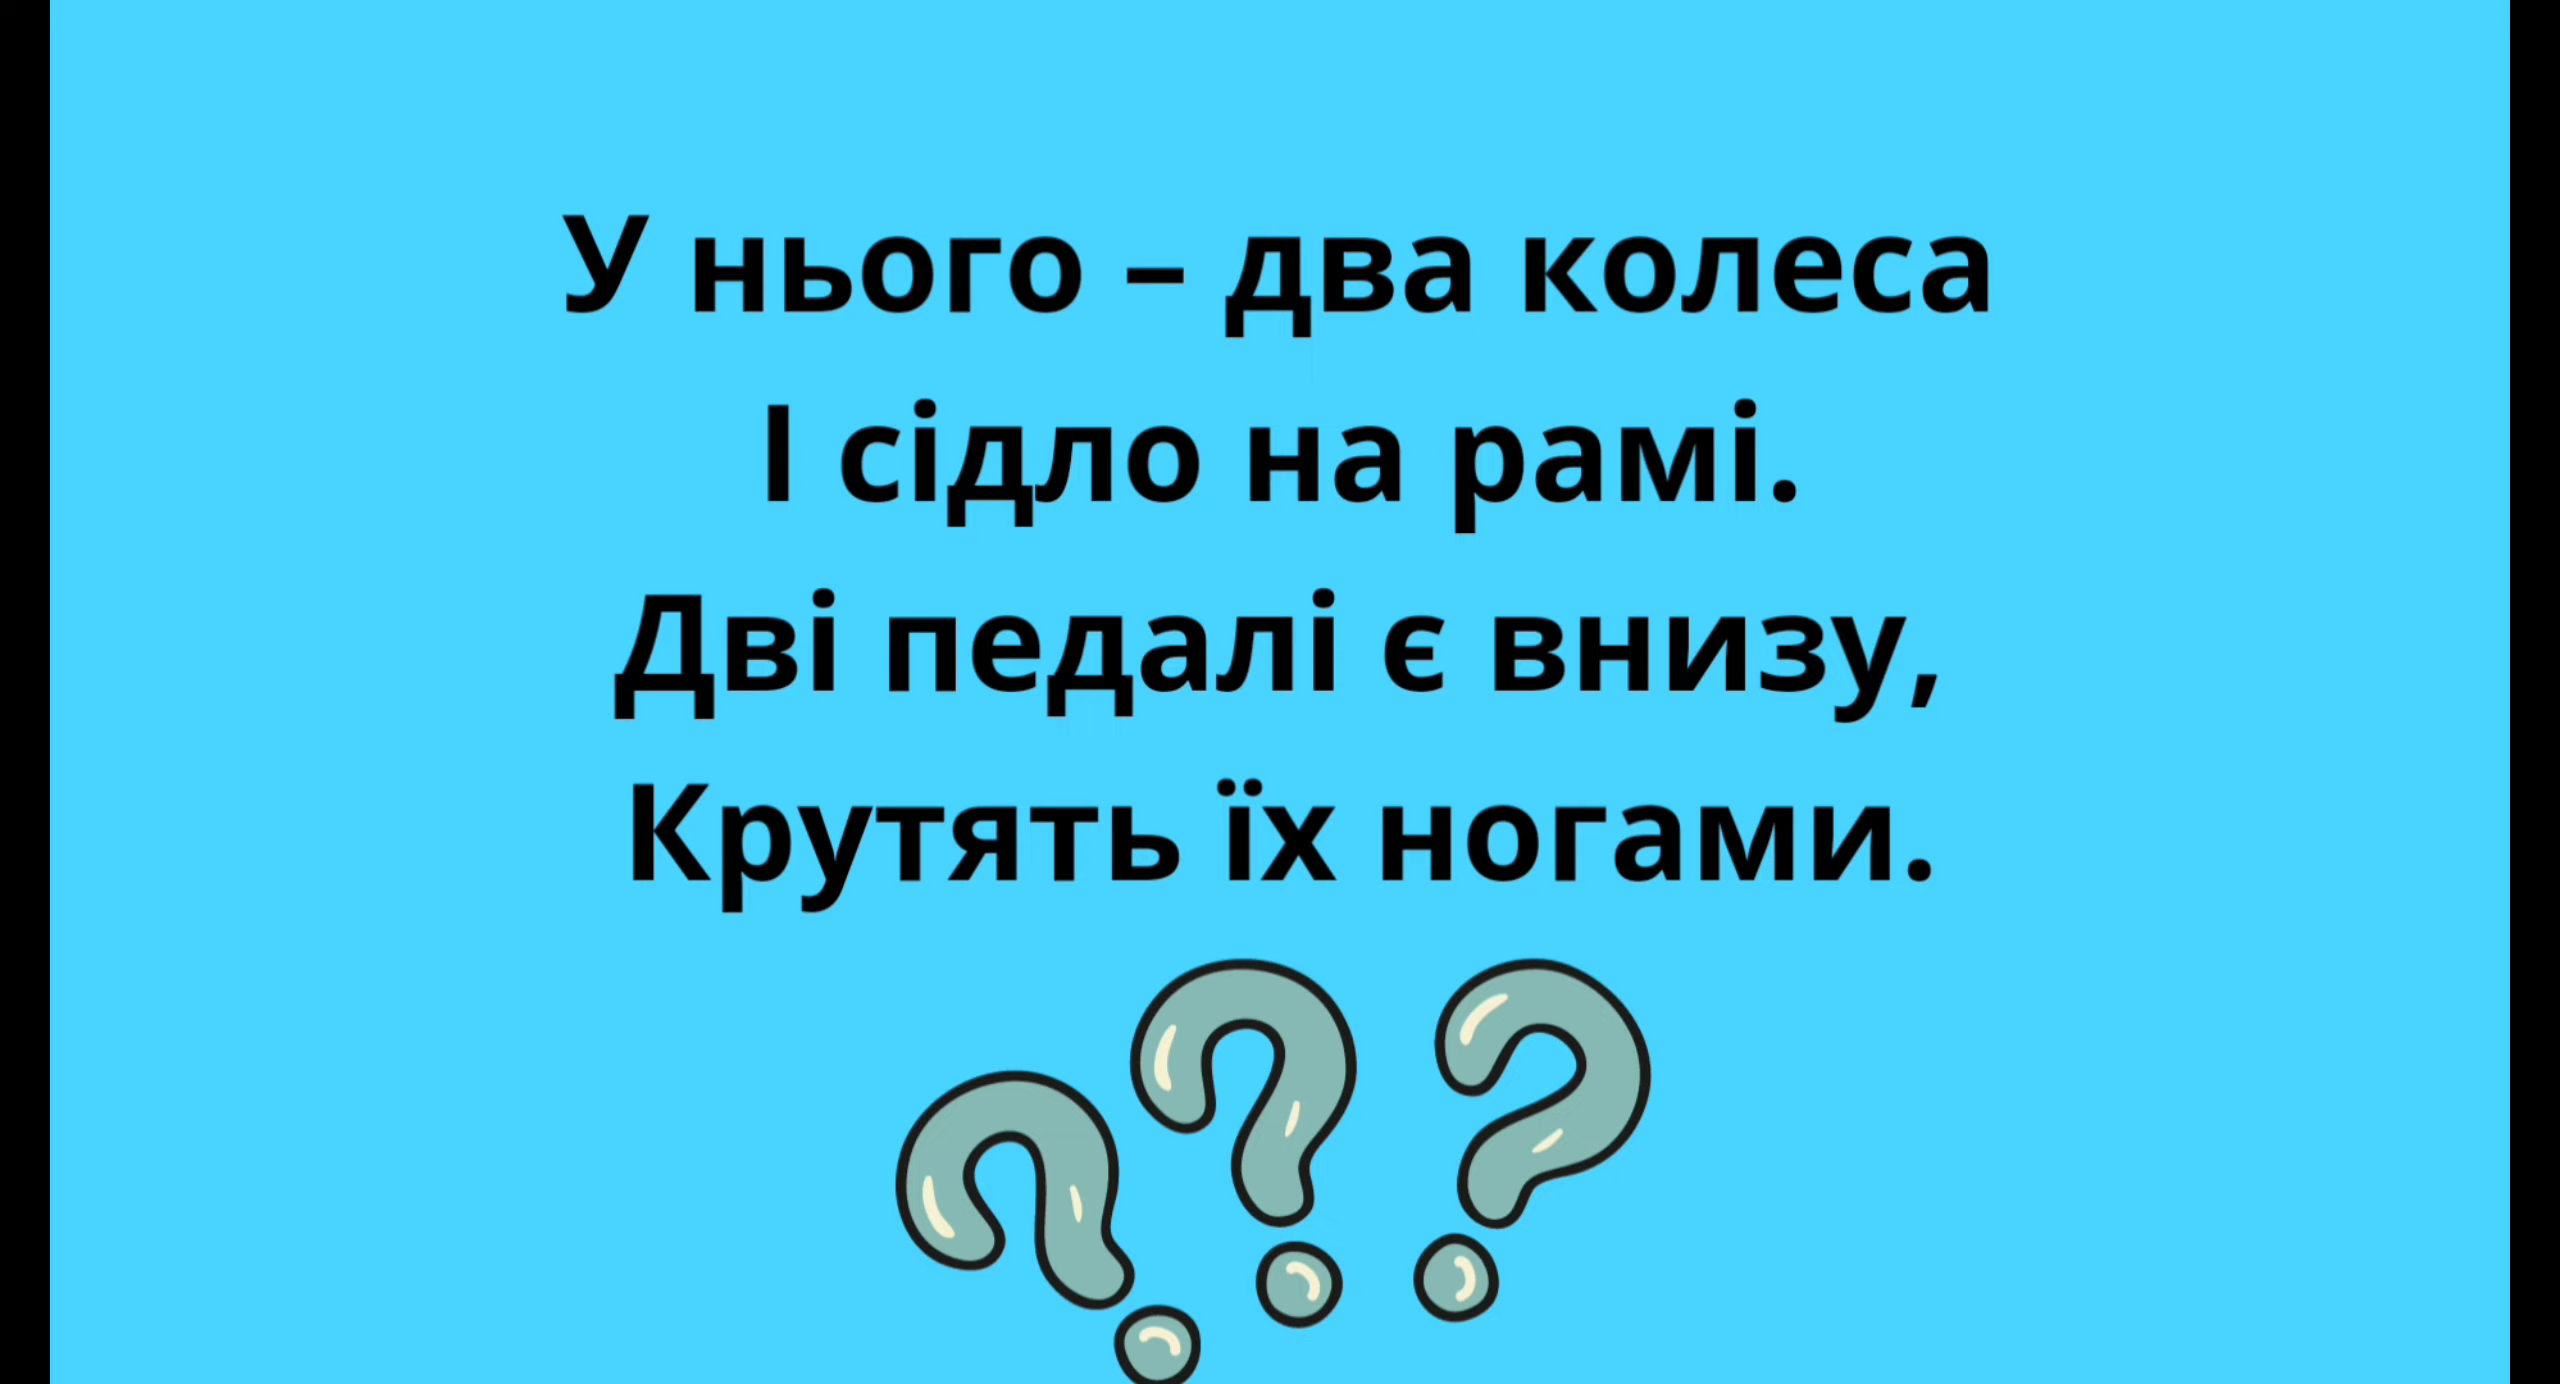 У нього – два колеса
І сідло на рамі.
Дві педалі є внизу,
Крутять їх ногами.
???